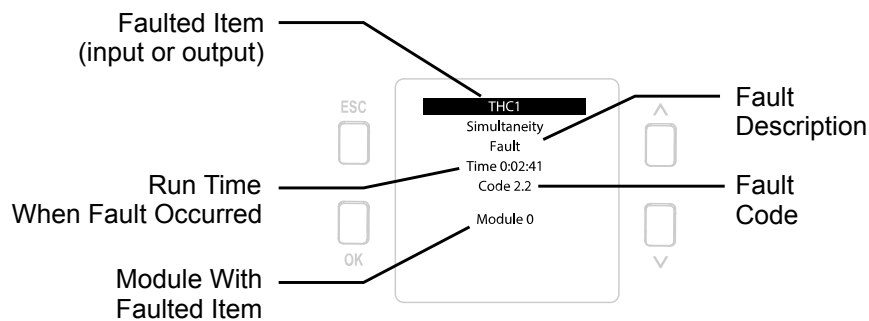 Faulted Item
(input or output)
ESC
THC1
Simultaneity
Fault
Time 0:02:41
Code 2.2
Module 0
Fault
Description
Run Time
When Fault Occurred
Fault
Code
OK
Module With
Faulted Item